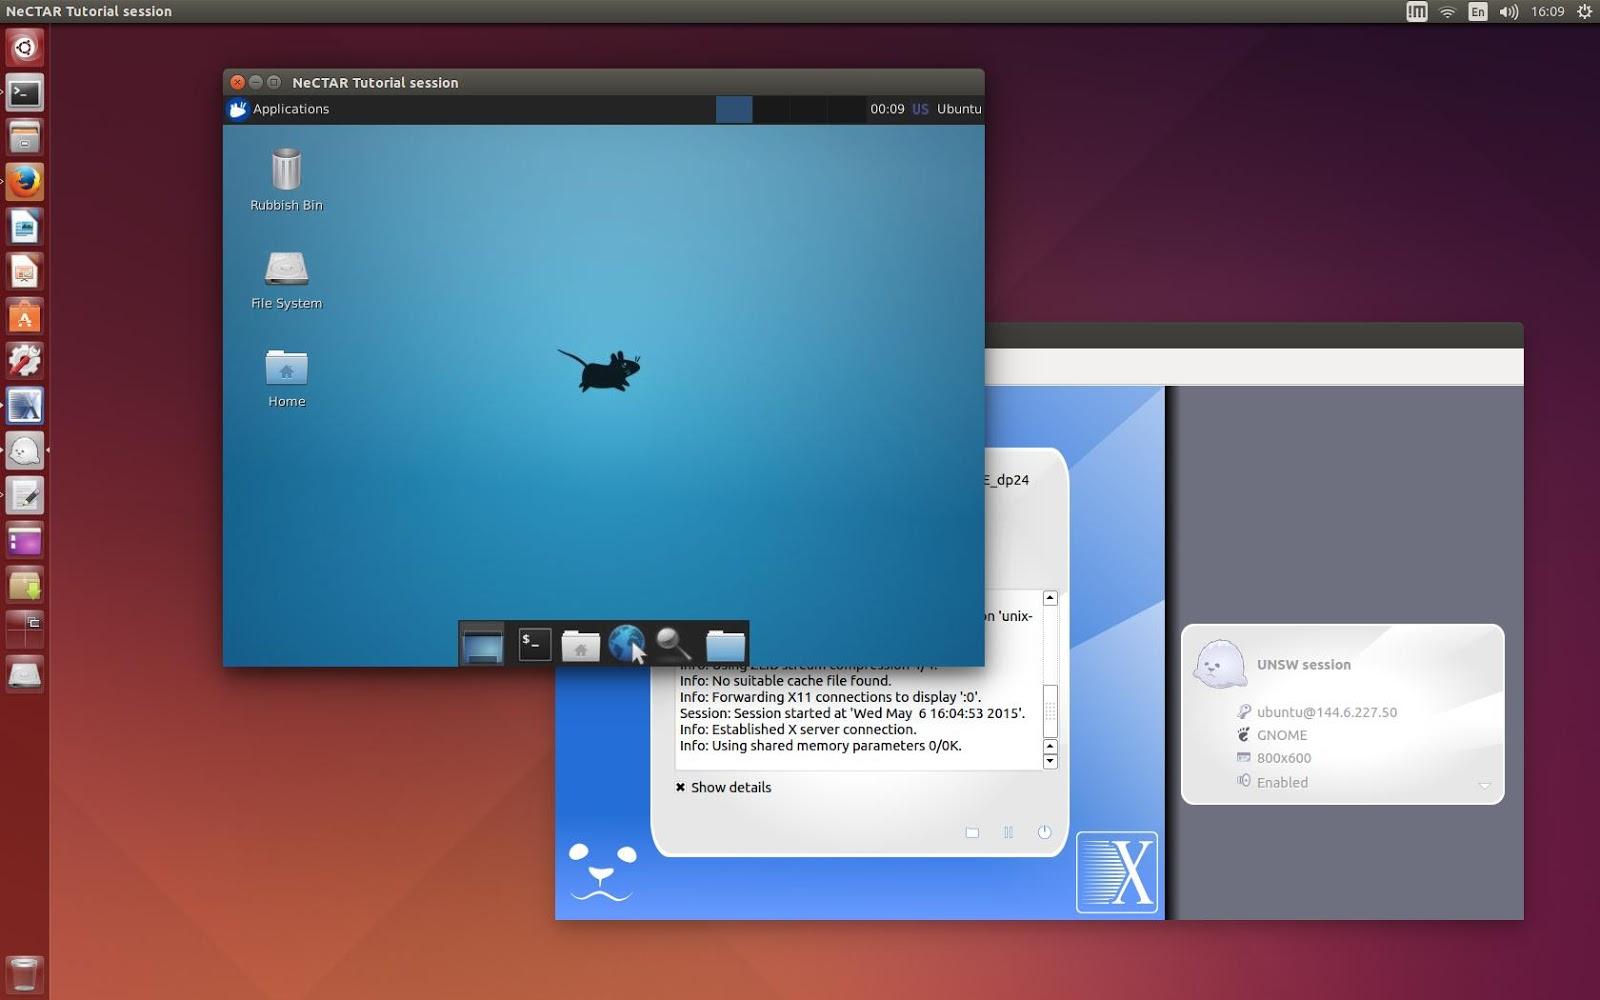 NeCTAR Tutorial session
En
16:09
NeCTAR Tutorial session
Applications
00:09 US Ubuntu
Rubbish Bin
File System
Home
$_
E_dp24
'unix-
Info: Using ZLIB stream compression
Info: No suitable cache file found.
Info: Forwarding X11 connections to display ':0'.
Session: Session started at 'Wed May 6 16:04:53 2015'.
Info: Established X server connection.
Info: Using shared memory parameters 0/0K.
Show details
X
UNSW session
ubuntu@144.6.227.50
GNOME
800x600
Enabled